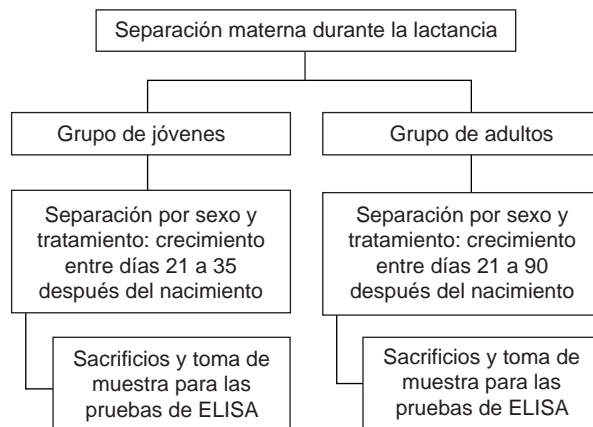 Separación materna durante la lactancia
Grupo de jóvenes
Separación por sexo y
tratamiento: crecimiento
entre días 21 a 35
después del nacimiento
Sacrificios y toma de
muestra para las
pruebas de ELISA
Grupo de adultos
Separación por sexo y
tratamiento: crecimiento
entre días 21 a 90
después del nacimiento
Sacrificios y toma de
muestra para las
pruebas de ELISA